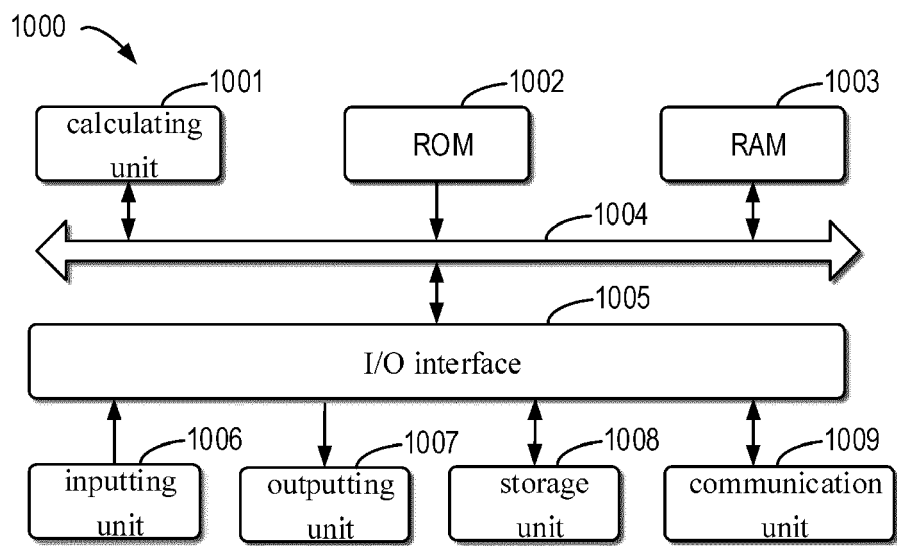 1000
1001
1002
1003
calculating
unit
ROM
RAM
1004
1005
I/O interface
1006
1007
1008
1009
inputting
unit
outputting
unit
storage
unit
communication
unit